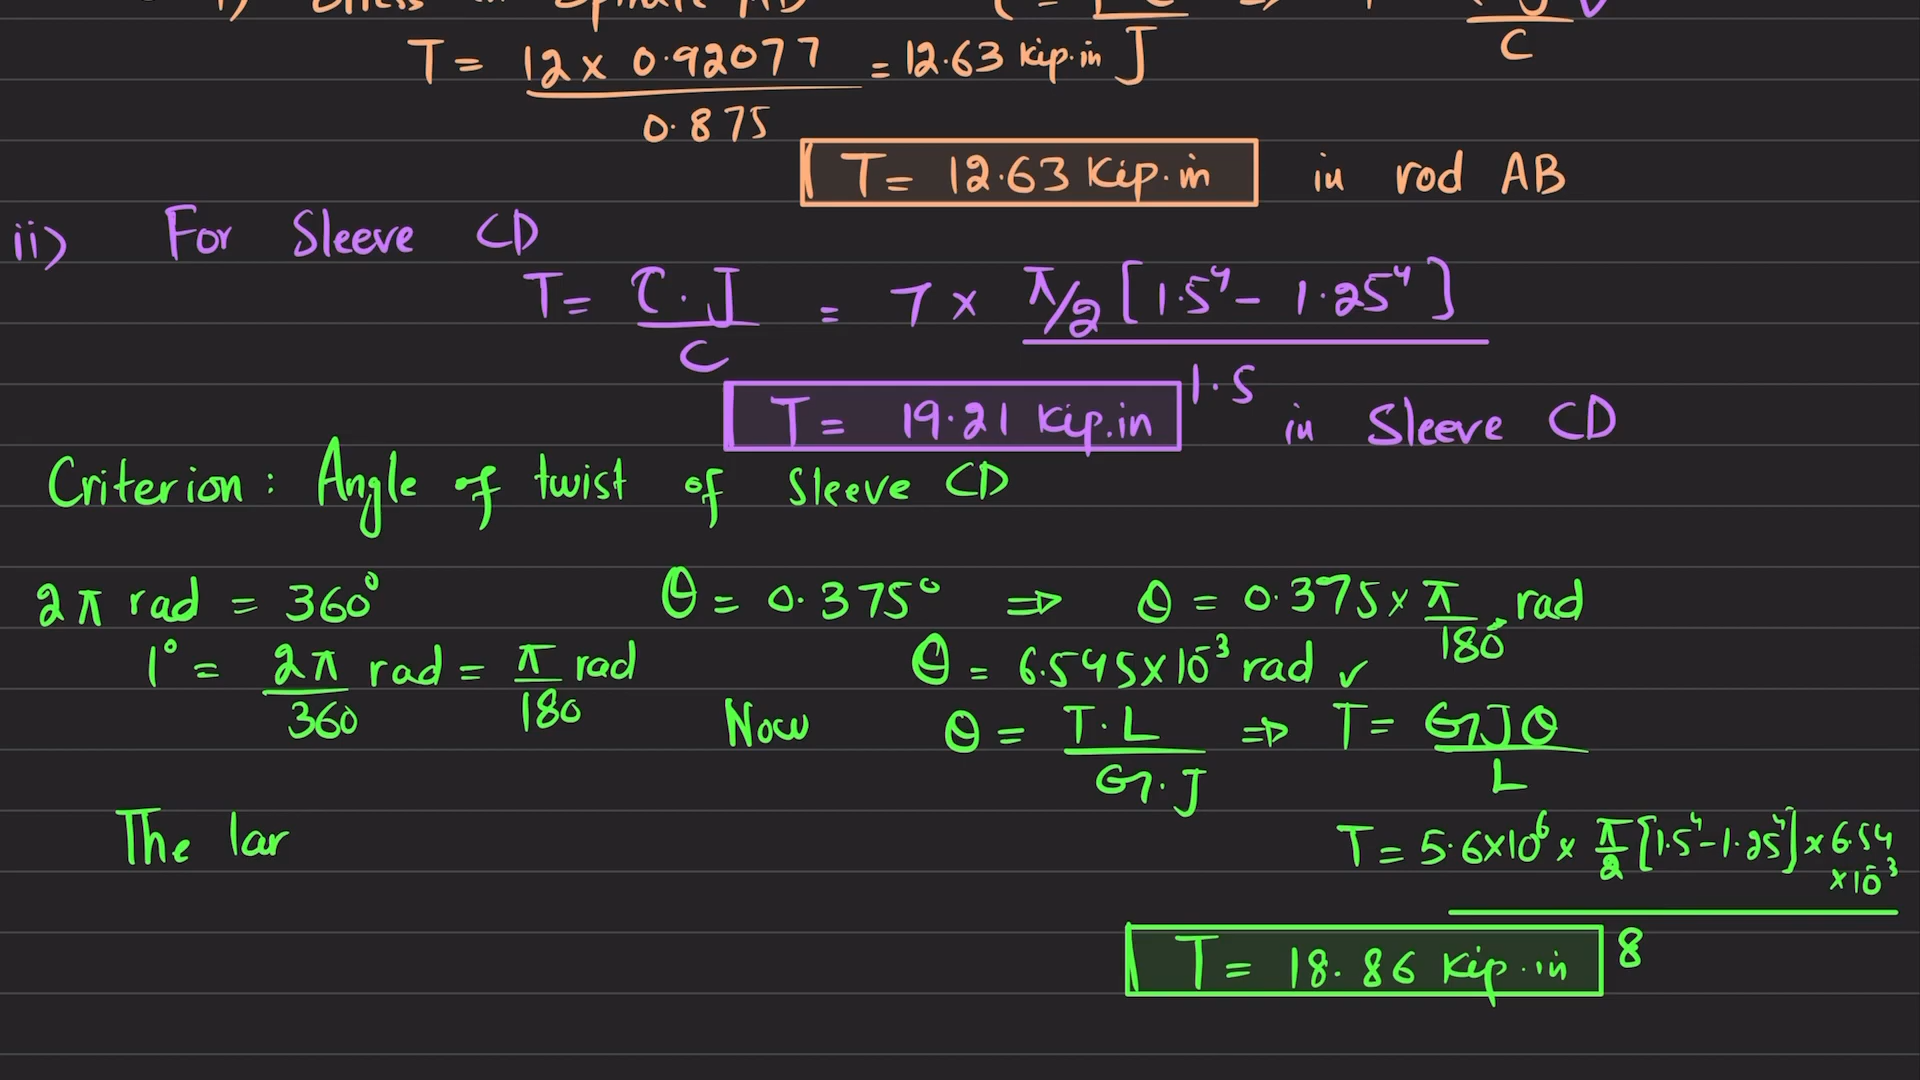 T = 12 x 0.92077 = 12.63 kip.in J
0.875
C
T = 12.63 Kip.in in rod AB
ii) For Sleeve CD
T = τ.J = 7 x π/2 [1.5⁴ - 1.25⁴]
C
1.5
T = 19.21 Kip.in in Sleeve CD
Criterion: Angle of twist of Sleeve CD
2π rad = 360° θ = 0.375° ⇒ θ = 0.375 x π rad
180°
1° = 2π rad = π rad θ = 6.545x10⁻³ rad ✓
360 180
Now θ = T.L ⇒ T = GJθ
G.J L
The lar
T = 5.6x10⁶ x π/2 [1.5⁴-1.25⁴] x 6.54
x10⁻³
8
T = 18.86 Kip.in